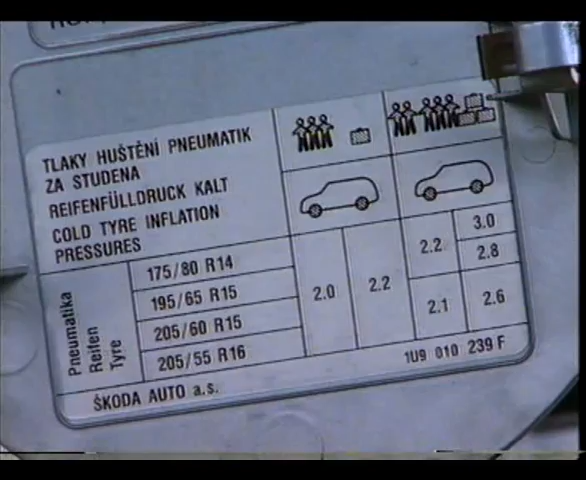 TLAKY HUŠTĚNÍ PNEUMATIK
ZA STUDENA
REIFENFÜLLDRUCK KALT
COLD TYRE INFLATION
PRESSURES
Pneumatika
Reifen
Tyre
175/80 R14
195/65 R15
205/60 R15
205/55 R16
2.0
2.2
2.2
2.1
3.0
2.8
2.6
ŠKODA AUTO a.s.
1U9 010 239 F